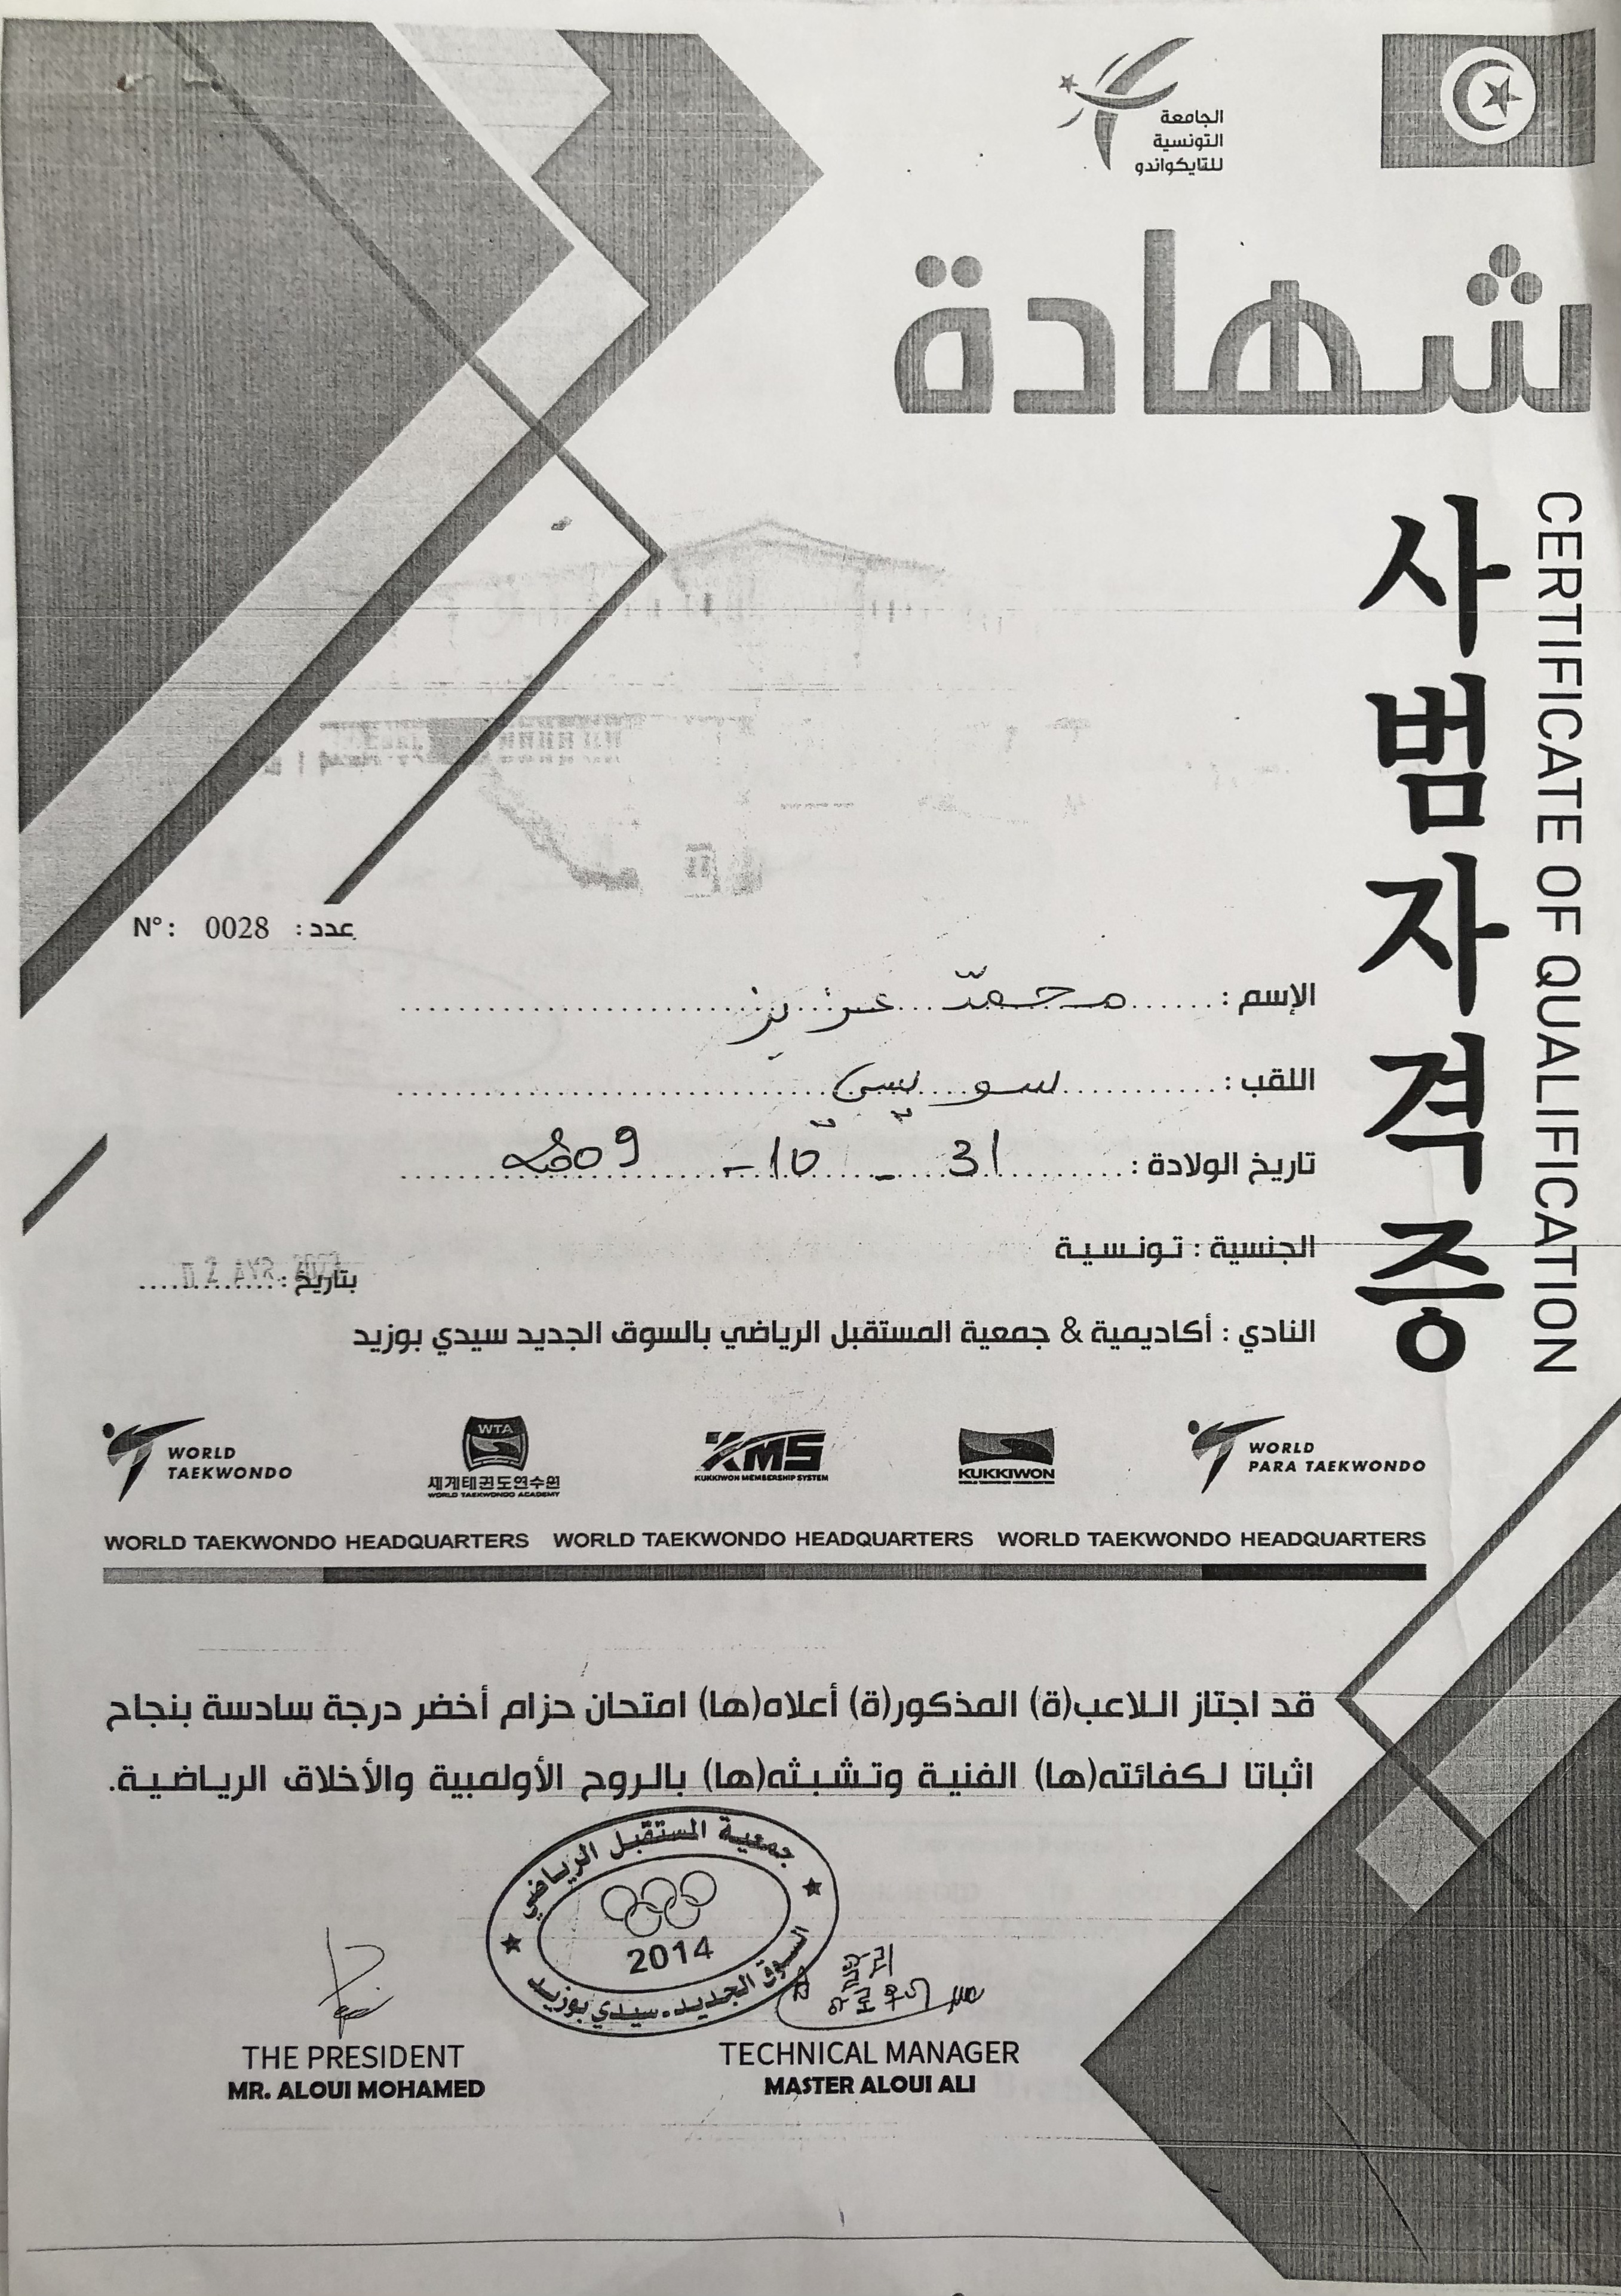 الجامعة
التونسية
للتايكواندو
شهادة
사범자격증
CERTIFICATE OF QUALIFICATION
N° : 0028 عدد :
الإسم : محمد عزيز
اللقب : سويسي
تاريخ الولادة : 31 - 10 - 2009
الجنسية : تونسية
بتاريخ :
النادي : أكاديمية & جمعية المستقبل الرياضي بالسوق الجديد سيدي بوزيد
WORLD
TAEKWONDO
WTA
세계태권도연수원
WORLD TAEKWONDO ACADEMY
KMS
KUKKIWON MEMBERSHIP SYSTEM
KUKKIWON
WORLD TAEKWONDO HEADQUARTERS
WORLD
PARA TAEKWONDO
WORLD TAEKWONDO HEADQUARTERS WORLD TAEKWONDO HEADQUARTERS WORLD TAEKWONDO HEADQUARTERS
قد اجتاز اللاعب(ة) المذكور(ة) أعلاه(ها) امتحان حزام أخضر درجة سادسة بنجاح
اثباتا لكفائته(ها) الفنية وتشبثه(ها) بالروح الأولمبية والأخلاق الرياضية.
جمعية المستقبل الرياضي
2014
السوق الجديد - سيدي بوزيد
THE PRESIDENT
MR. ALOUI MOHAMED
TECHNICAL MANAGER
MASTER ALOUI ALI